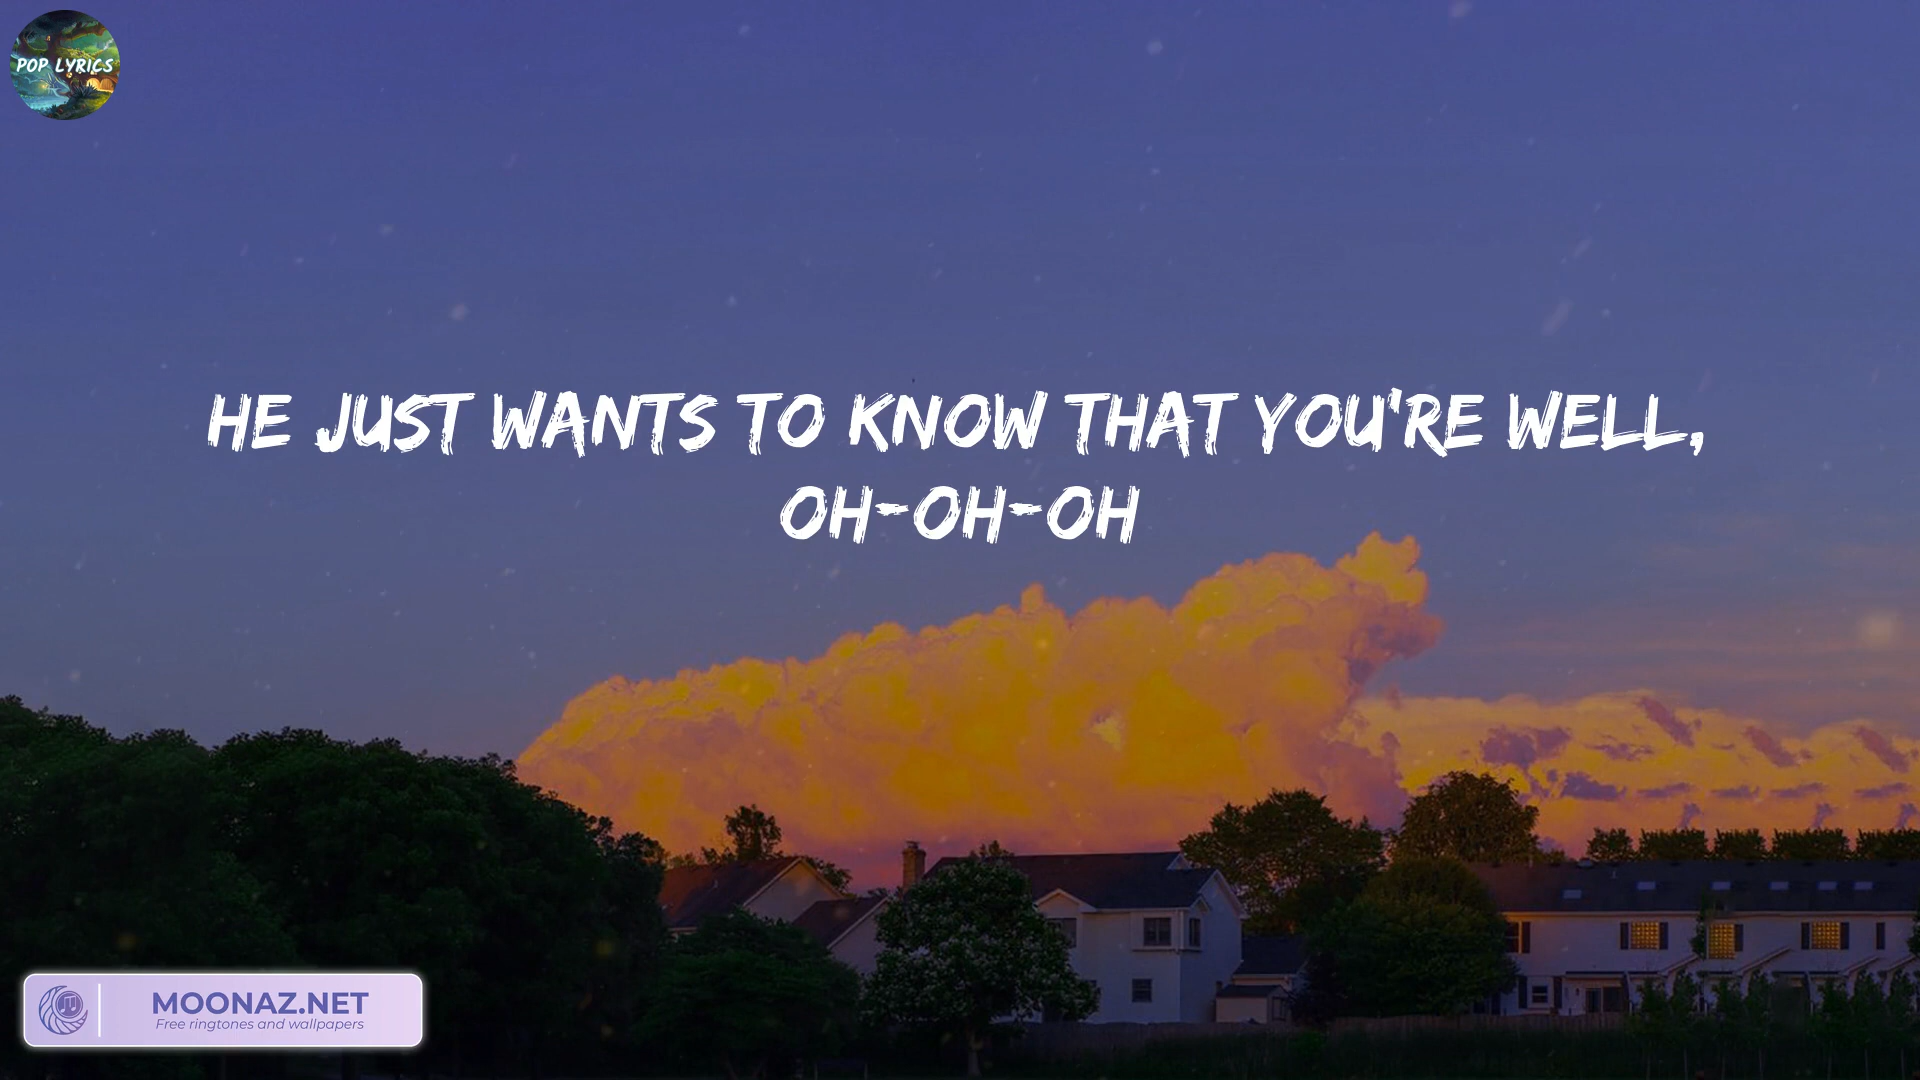 POP LYRICS
HE JUST WANTS TO KNOW THAT YOU'RE WELL,
OH-OH-OH
MOONAZ.NET
Free ringtones and wallpapers